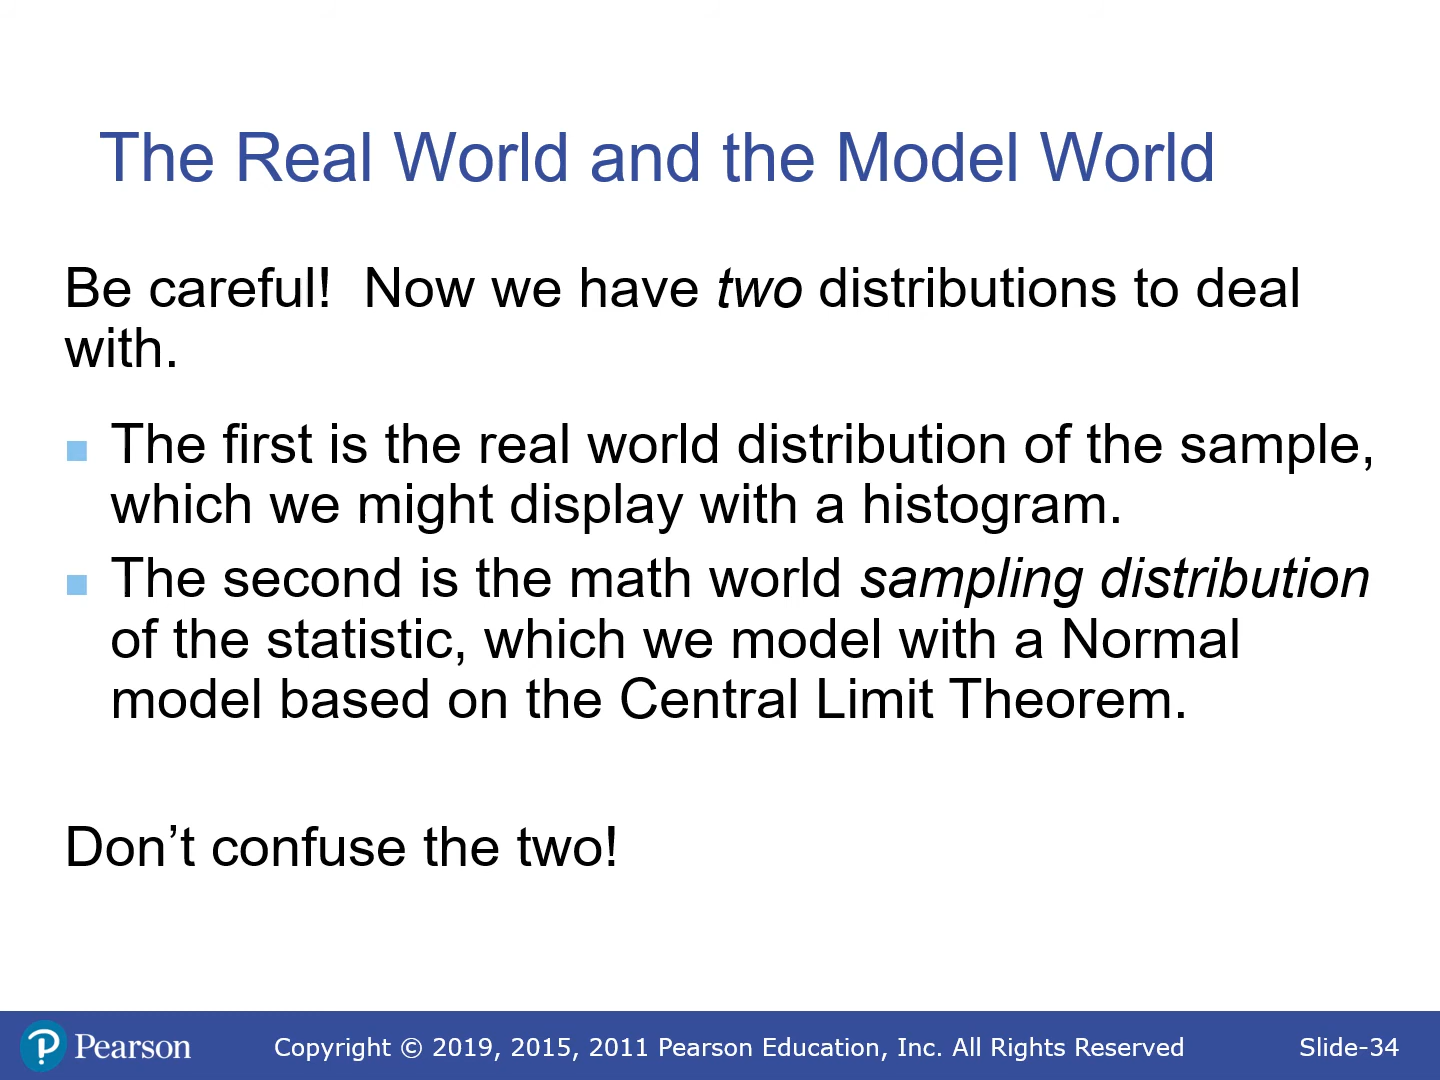 The Real World and the Model World
Be careful!  Now we have two distributions to deal
with.
The first is the real world distribution of the sample,
which we might display with a histogram.
The second is the math world sampling distribution
of the statistic, which we model with a Normal
model based on the Central Limit Theorem.
Don’t confuse the two!
Pearson
Copyright © 2019, 2015, 2011 Pearson Education, Inc. All Rights Reserved
Slide-34